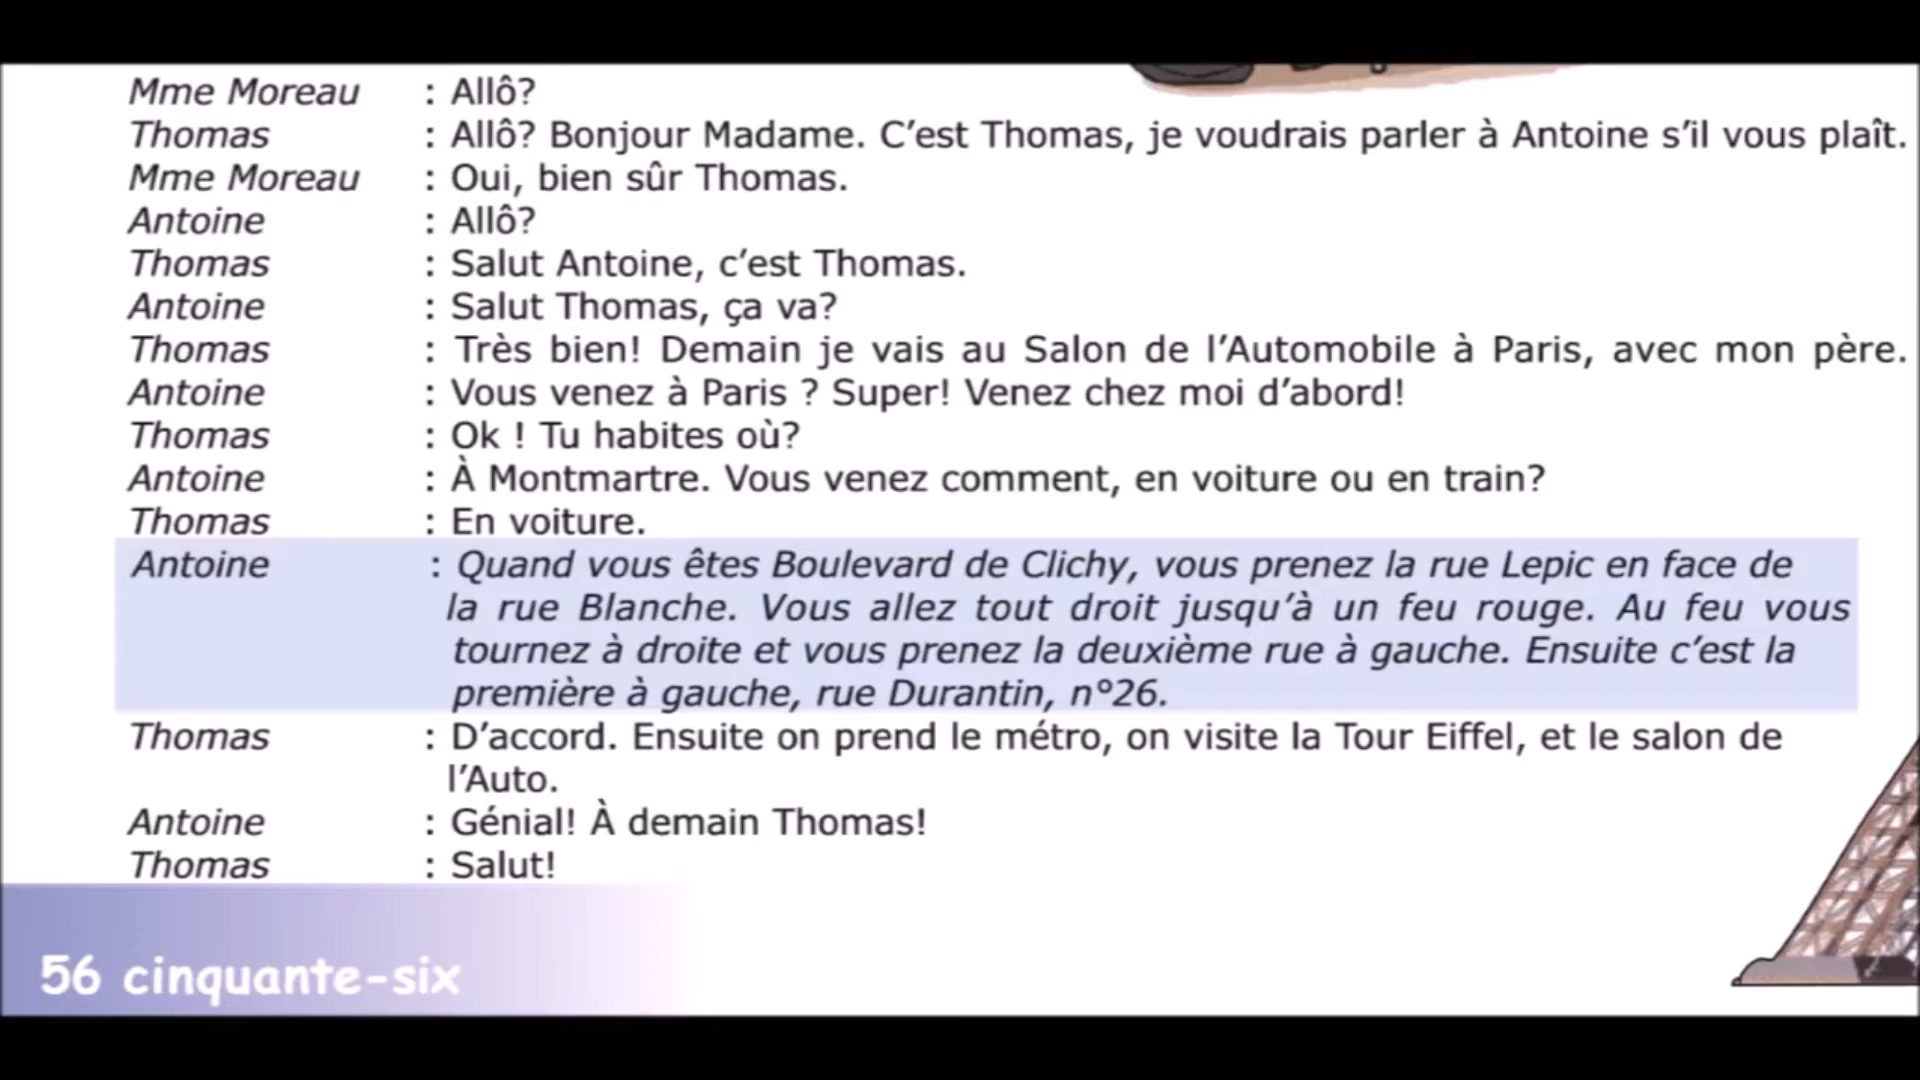 Mme Moreau : Allô?
Thomas : Allô? Bonjour Madame. C’est Thomas, je voudrais parler à Antoine s’il vous plaît.
Mme Moreau : Oui, bien sûr Thomas.
Antoine : Allô?
Thomas : Salut Antoine, c’est Thomas.
Antoine : Salut Thomas, ça va?
Thomas : Très bien! Demain je vais au Salon de l’Automobile à Paris, avec mon père.
Antoine : Vous venez à Paris ? Super! Venez chez moi d’abord!
Thomas : Ok ! Tu habites où?
Antoine : À Montmartre. Vous venez comment, en voiture ou en train?
Thomas : En voiture.
Antoine : Quand vous êtes Boulevard de Clichy, vous prenez la rue Lepic en face de
la rue Blanche. Vous allez tout droit jusqu’à un feu rouge. Au feu vous
tournez à droite et vous prenez la deuxième rue à gauche. Ensuite c’est la
première à gauche, rue Durantin, n°26.
Thomas : D’accord. Ensuite on prend le métro, on visite la Tour Eiffel, et le salon de
l’Auto.
Antoine : Génial! À demain Thomas!
Thomas : Salut!
56 cinquante-six